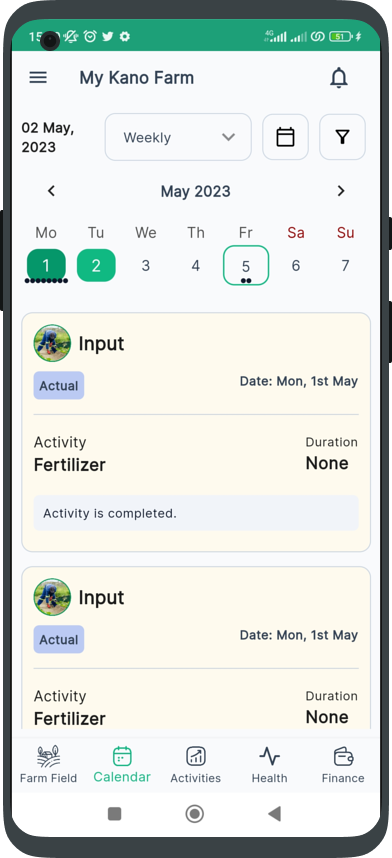 4G
51
My Kano Farm
02 May,
2023
Weekly
May 2023
Mo Tu We Th Fr Sa Su
1 2 3 4 5 6 7
Input
Actual
Date: Mon, 1st May
Activity
Duration
Fertilizer
None
Activity is completed.
Input
Actual
Date: Mon, 1st May
Activity
Duration
Fertilizer
None
Farm Field Calendar Activities Health Finance